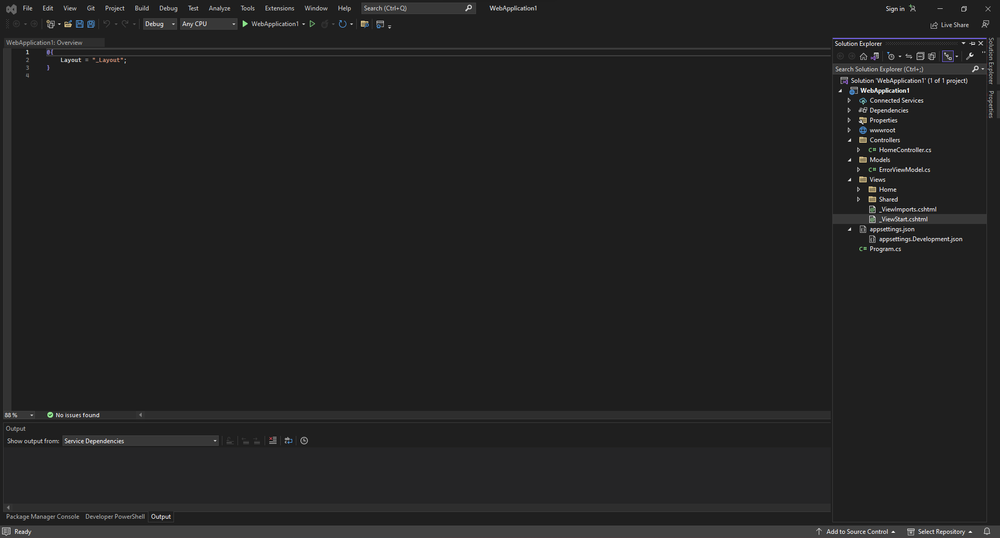 File Edit View Git Project Build Debug Test Analyze Tools Extensions Window Help Search (Ctrl+Q) WebApplication1 Sign in
Debug Any CPU WebApplication1 Live Share
WebApplication1: Overview
1 @{
2 Layout = "_Layout";
3 }
4
88 % No issues found
Output
Show output from: Service Dependencies
Package Manager Console Developer PowerShell Output
Solution Explorer
Search Solution Explorer (Ctrl+;)
Solution 'WebApplication1' (1 of 1 project)
WebApplication1
Connected Services
Dependencies
Properties
wwwroot
Controllers
C# HomeController.cs
Models
C# ErrorViewModel.cs
Views
Home
Shared
_ViewImports.cshtml
_ViewStart.cshtml
appsettings.json
appsettings.Development.json
C# Program.cs
Solution Explorer
Properties
Ready Add to Source Control Select Repository